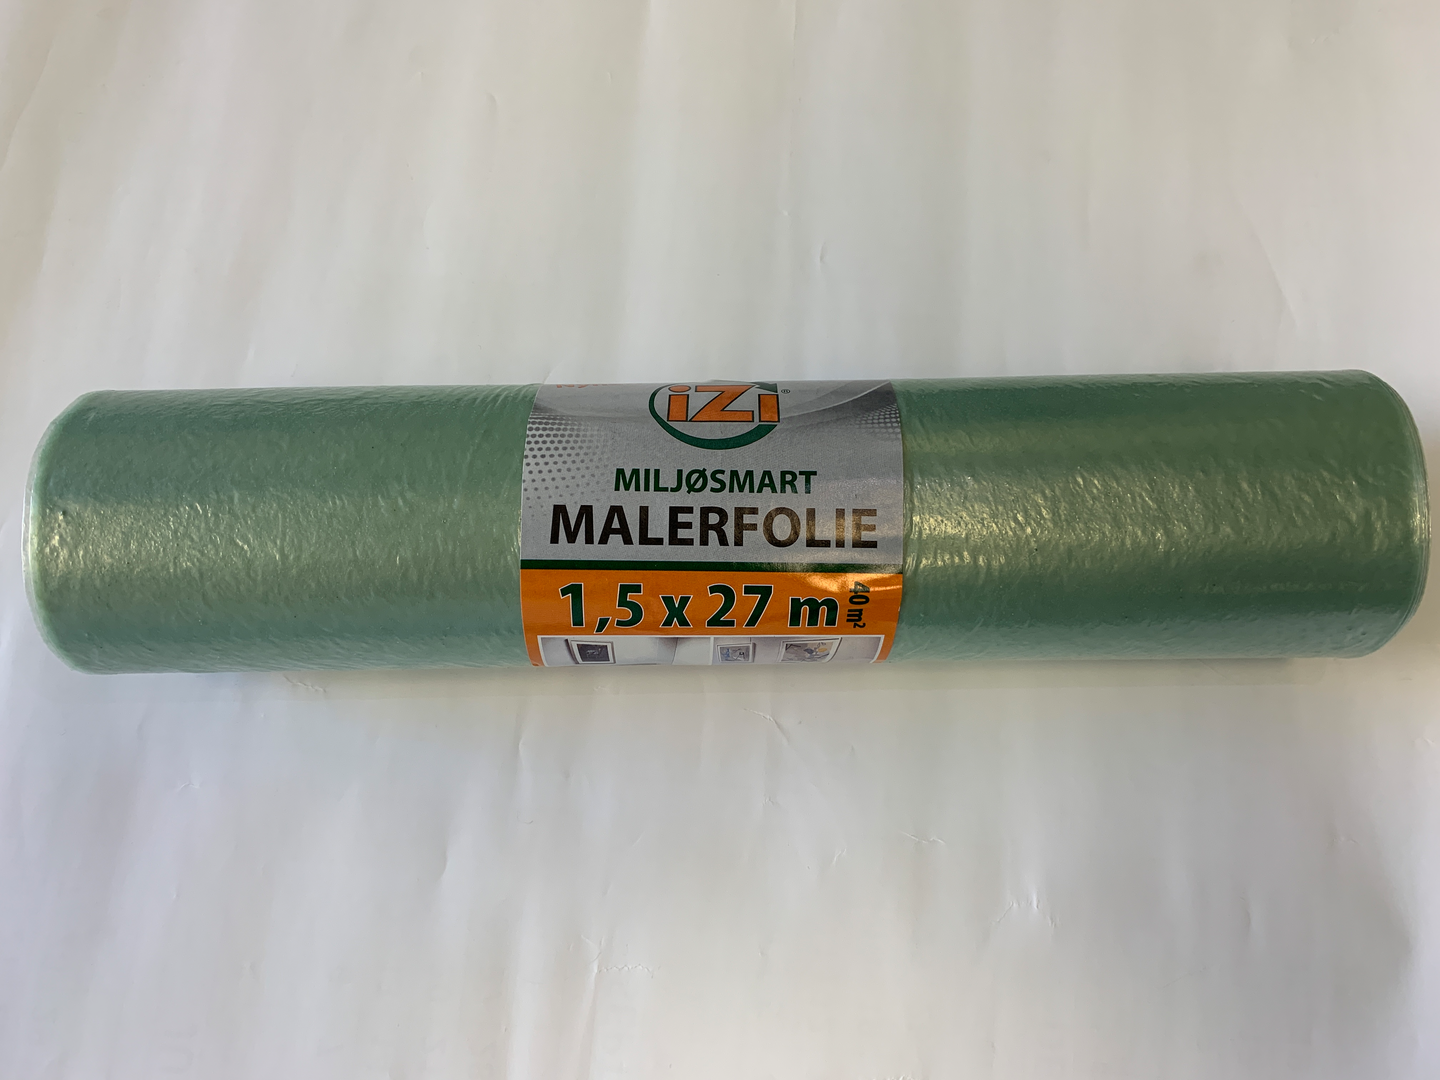 iZi®
MILJØSMART
MALERFOLIE
1,5 x 27 m
40 m²